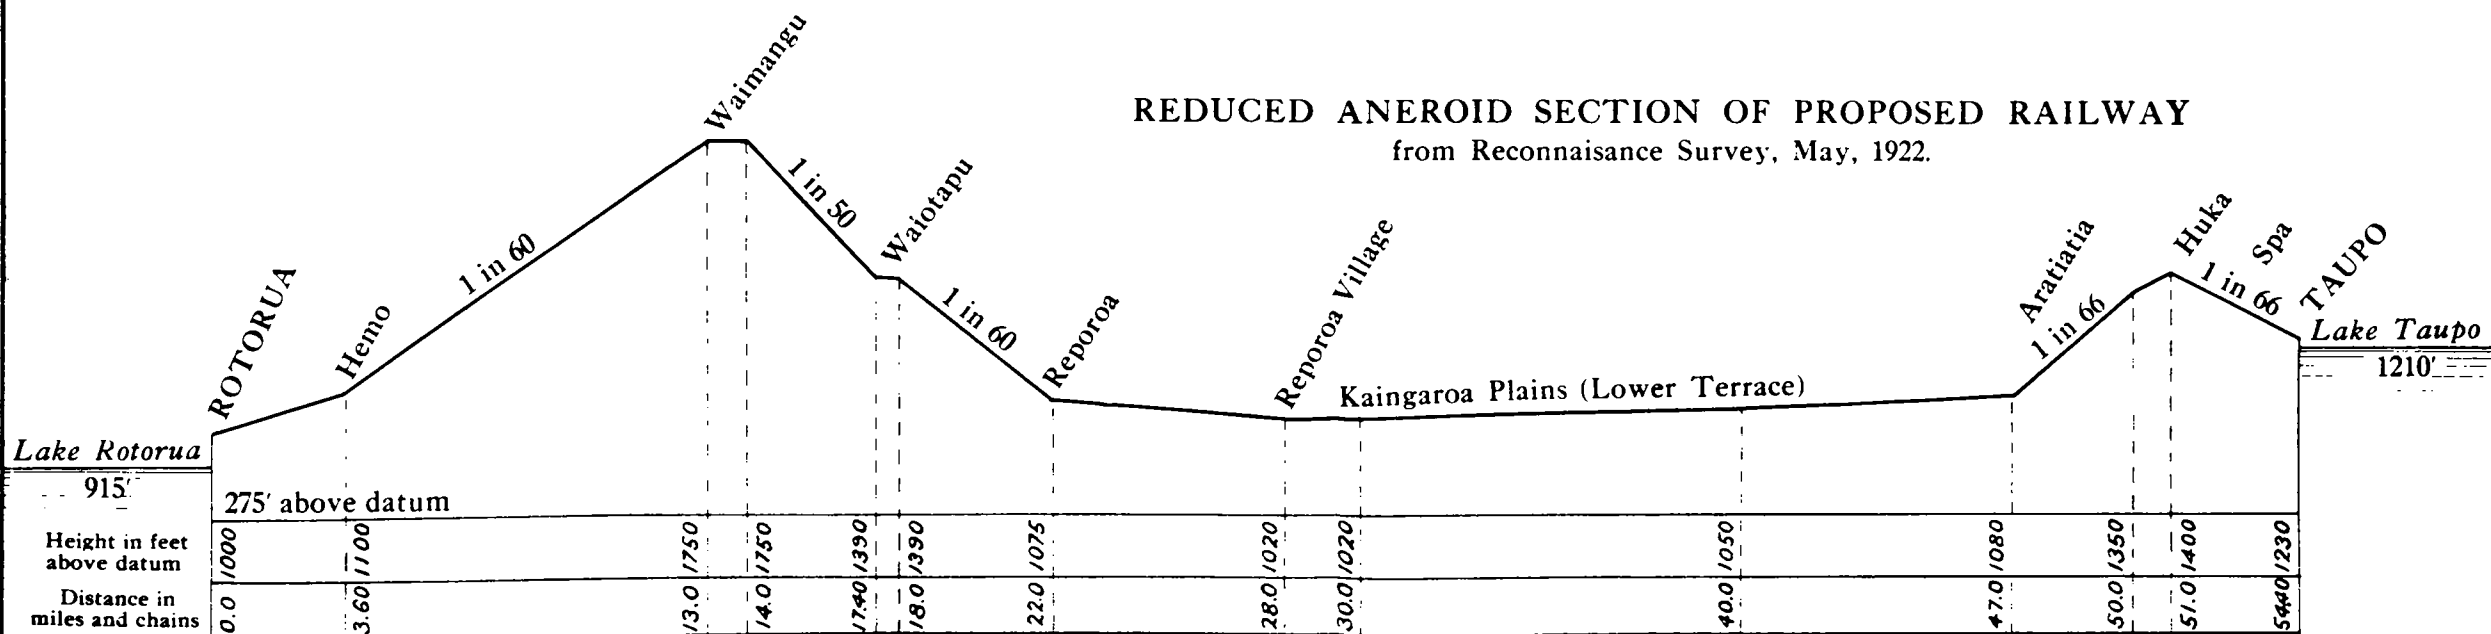 REDUCED ANEROID SECTION OF PROPOSED RAILWAY
from Reconnaisance Survey, May, 1922.
ROTORUA
Hemo
1 in 60
Waimangu
1 in 50
Waiotapu
1 in 60
Reporoa
Reporoa Village
Kaingaroa Plains (Lower Terrace)
Aratiatia
1 in 66
Huka
1 in 66
Spa
TAUPO
Lake Taupo
1210'
Lake Rotorua
915'
275' above datum
Height in feet
above datum
1000 1100 1750 1750 1390 1390 1075 1020 1020 1050 1080 1350 1400 1230
Distance in
miles and chains
0.0 3.60 13.0 14.0 17.40 18.0 22.0 28.0 30.0 40.0 47.0 50.0 51.0 54.40